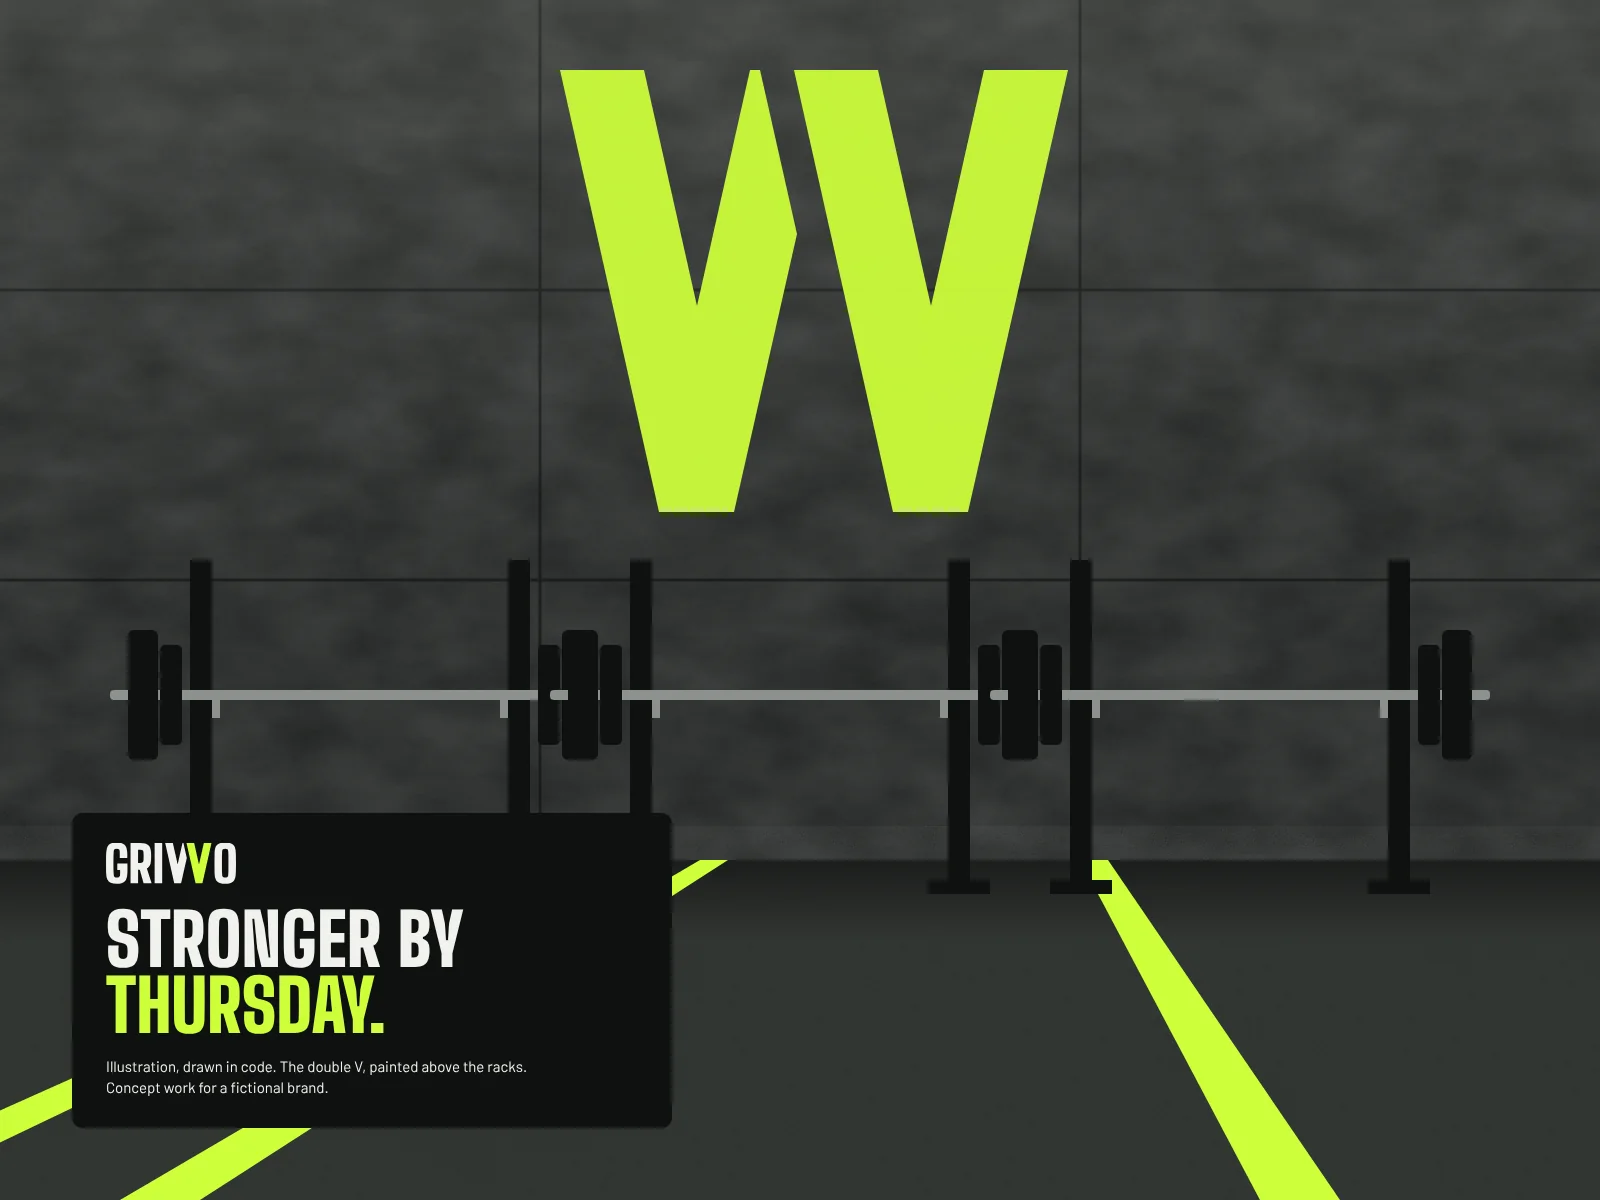 VV
GRIVVO
STRONGER BY
THURSDAY.
Illustration, drawn in code. The double V, painted above the racks.
Concept work for a fictional brand.